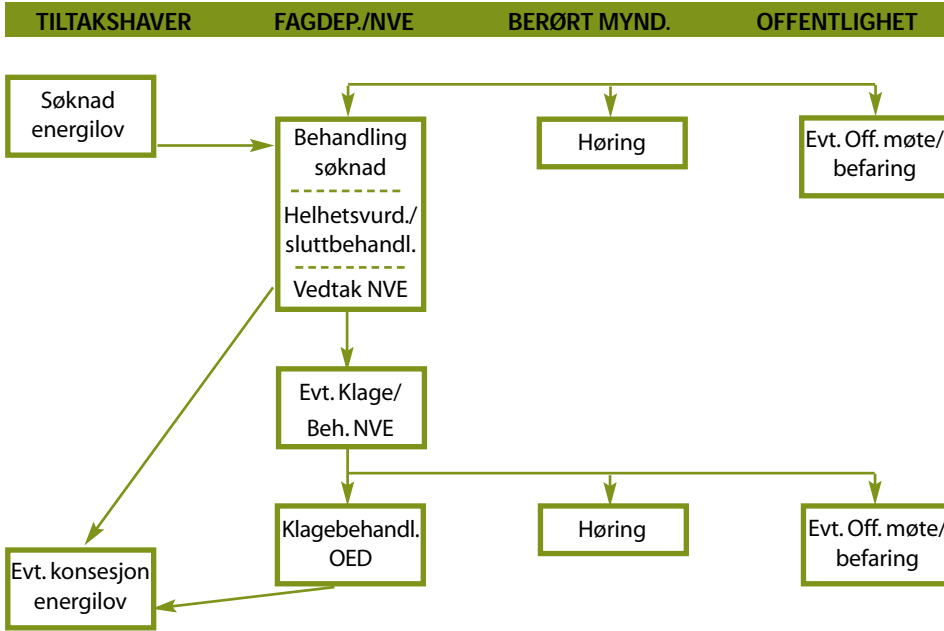 TILTAKSHAVER FAGDEP./NVE BERØRT MYND. OFFENTLIGHET
Søknad
energilov
Behandling
søknad
Helhetsvurd./
sluttbehandl.
Vedtak NVE
Høring
Evt. Off. møte/
befaring
Evt. Klage/
Beh. NVE
Klagebehandl.
OED
Høring
Evt. Off. møte/
befaring
Evt. konsesjon
energilov